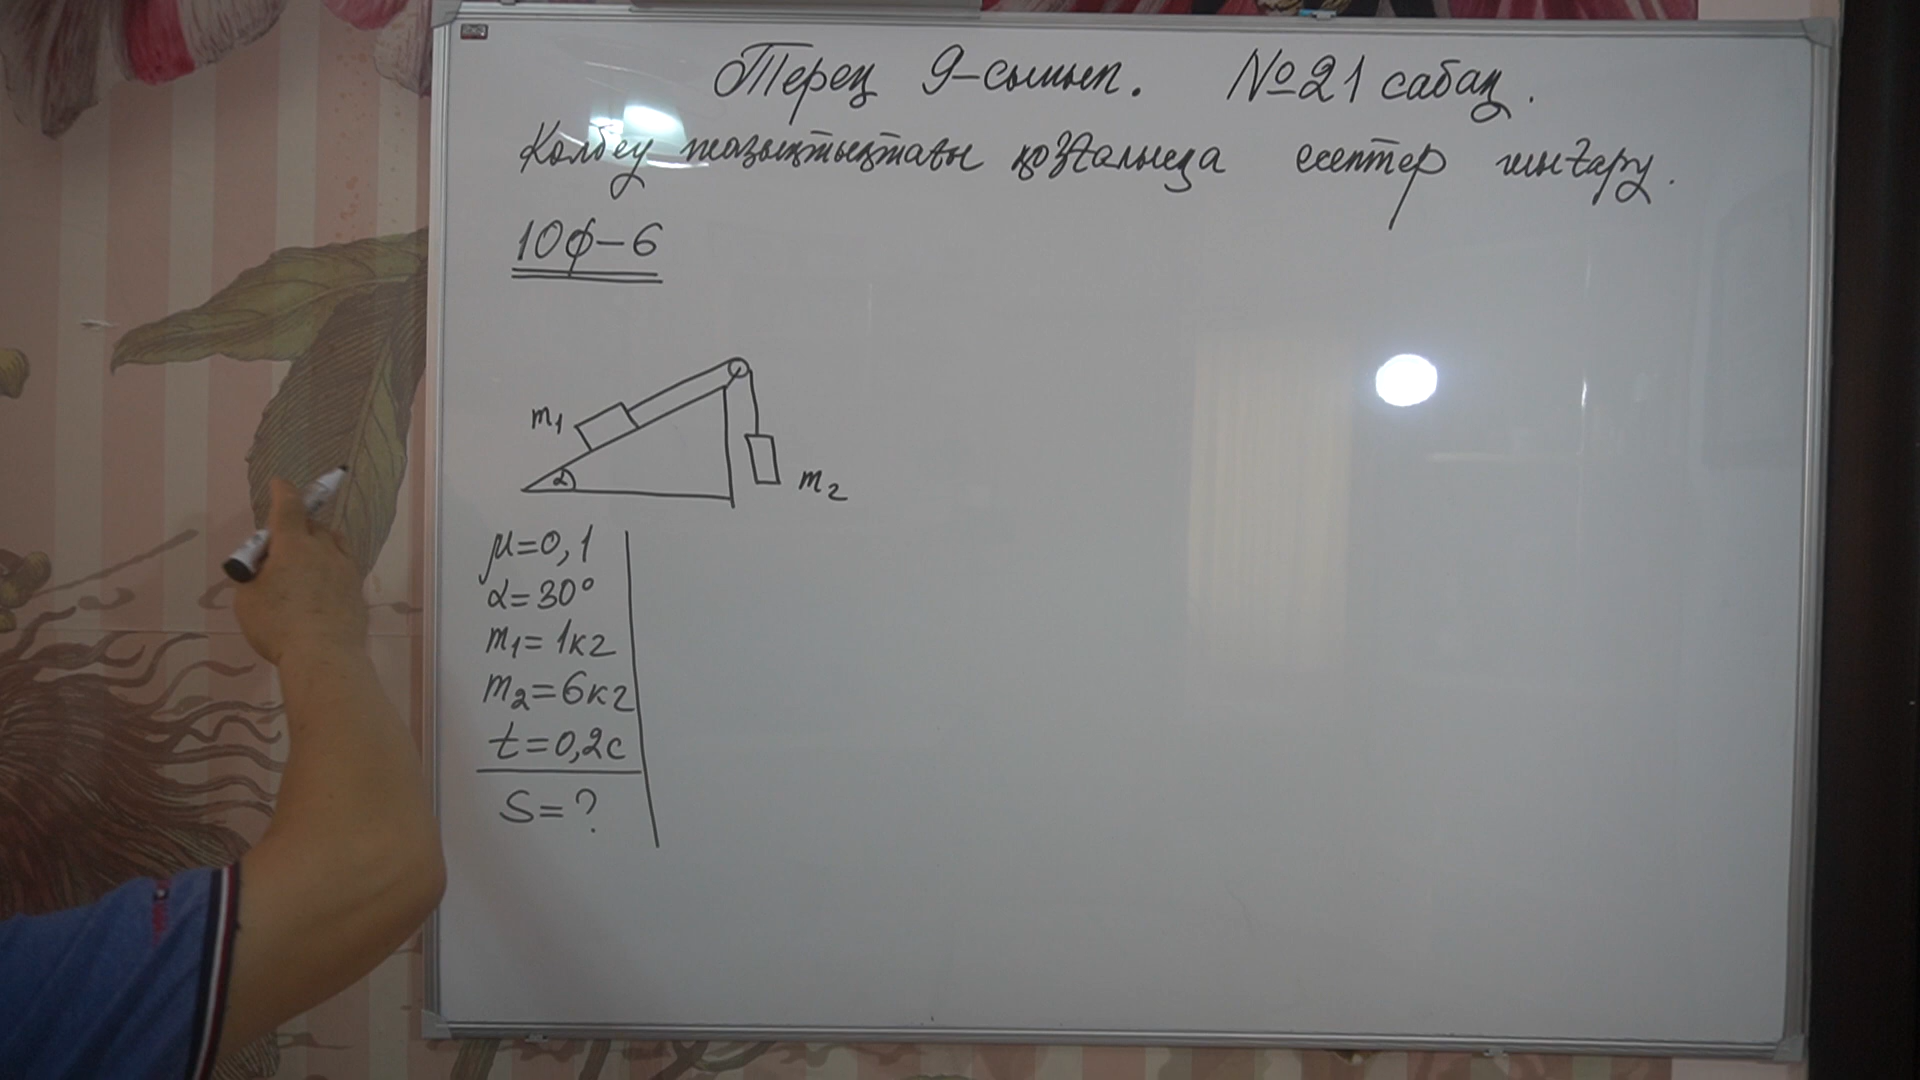 Терең 9-сынып. №21 сабақ.
Көлбеу жазықтықтағы қозғалысқа есептер шығару.
10ф-6
m₁
α
m₂
μ=0,1
α=30°
m₁=1кг
m₂=6кг
t=0,2с
S=?